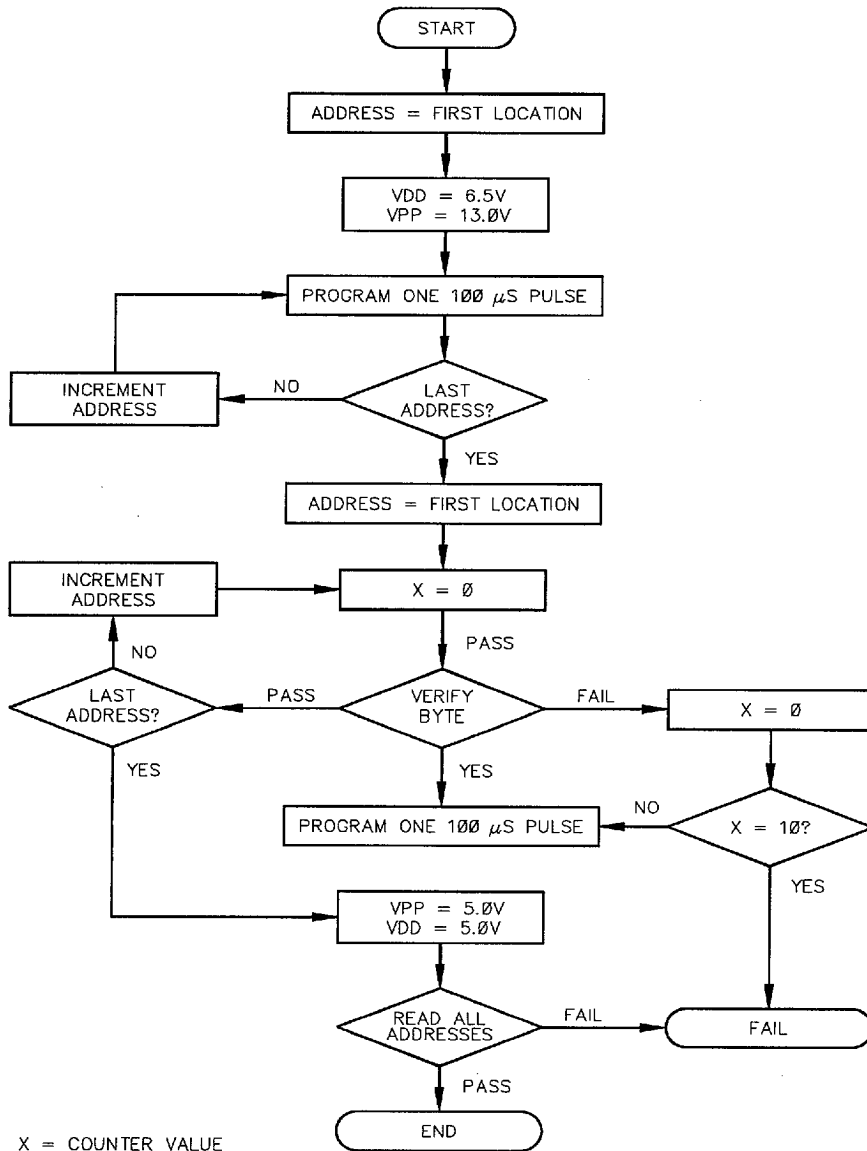 START
ADDRESS = FIRST LOCATION
VDD = 6.5V
VPP = 13.0V
PROGRAM ONE 100 μS PULSE
INCREMENT
ADDRESS
NO
LAST
ADDRESS?
YES
ADDRESS = FIRST LOCATION
INCREMENT
ADDRESS
X = 0
NO
PASS
LAST
ADDRESS?
PASS
VERIFY
BYTE
FAIL
X = 0
YES
YES
PROGRAM ONE 100 μS PULSE
NO
X = 10?
YES
VPP = 5.0V
VDD = 5.0V
READ ALL
ADDRESSES
FAIL
FAIL
PASS
END
X = COUNTER VALUE